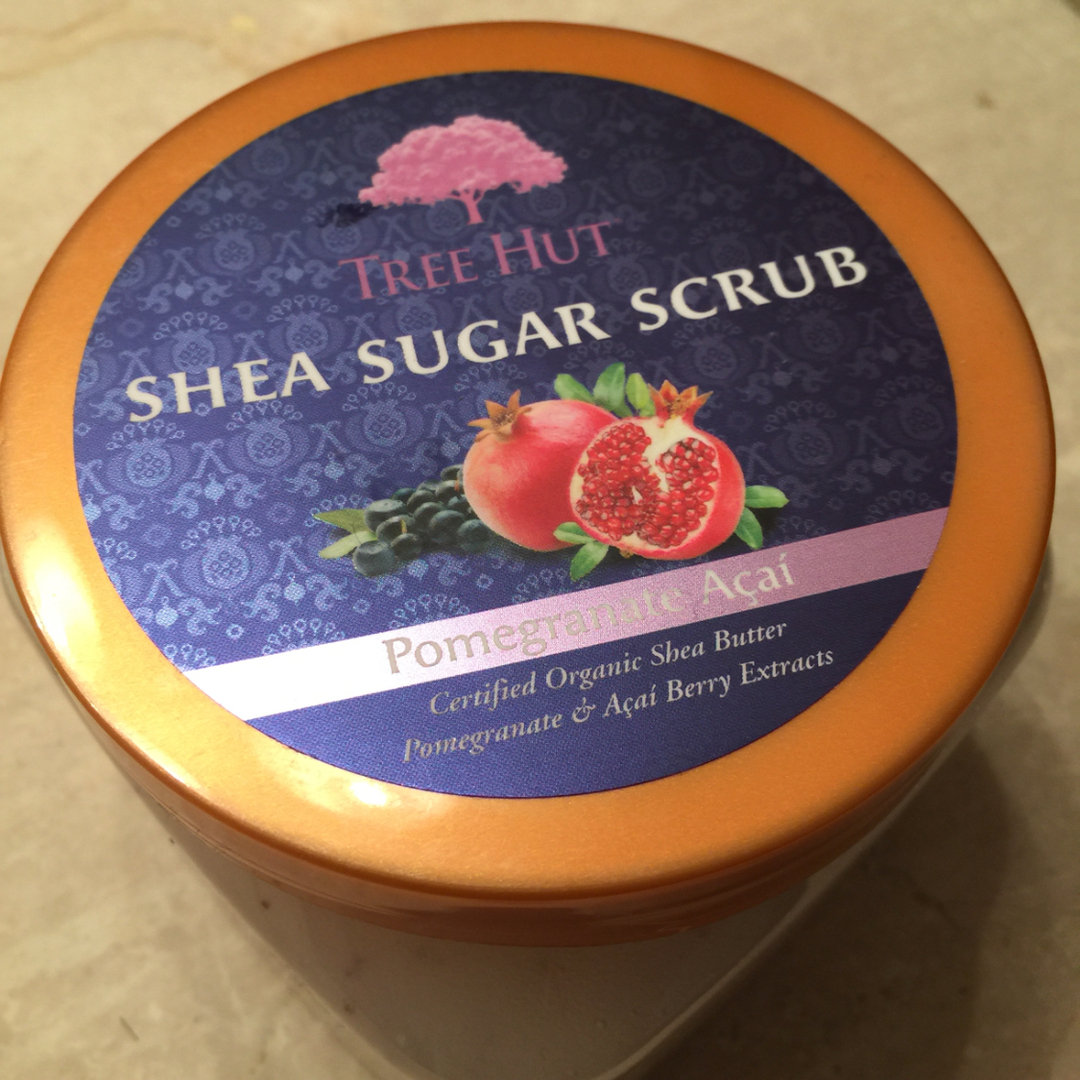 TREE HUT
SHEA SUGAR SCRUB
Pomegranate Açaí
Certified Organic Shea Butter
Pomegranate & Açaí Berry Extracts